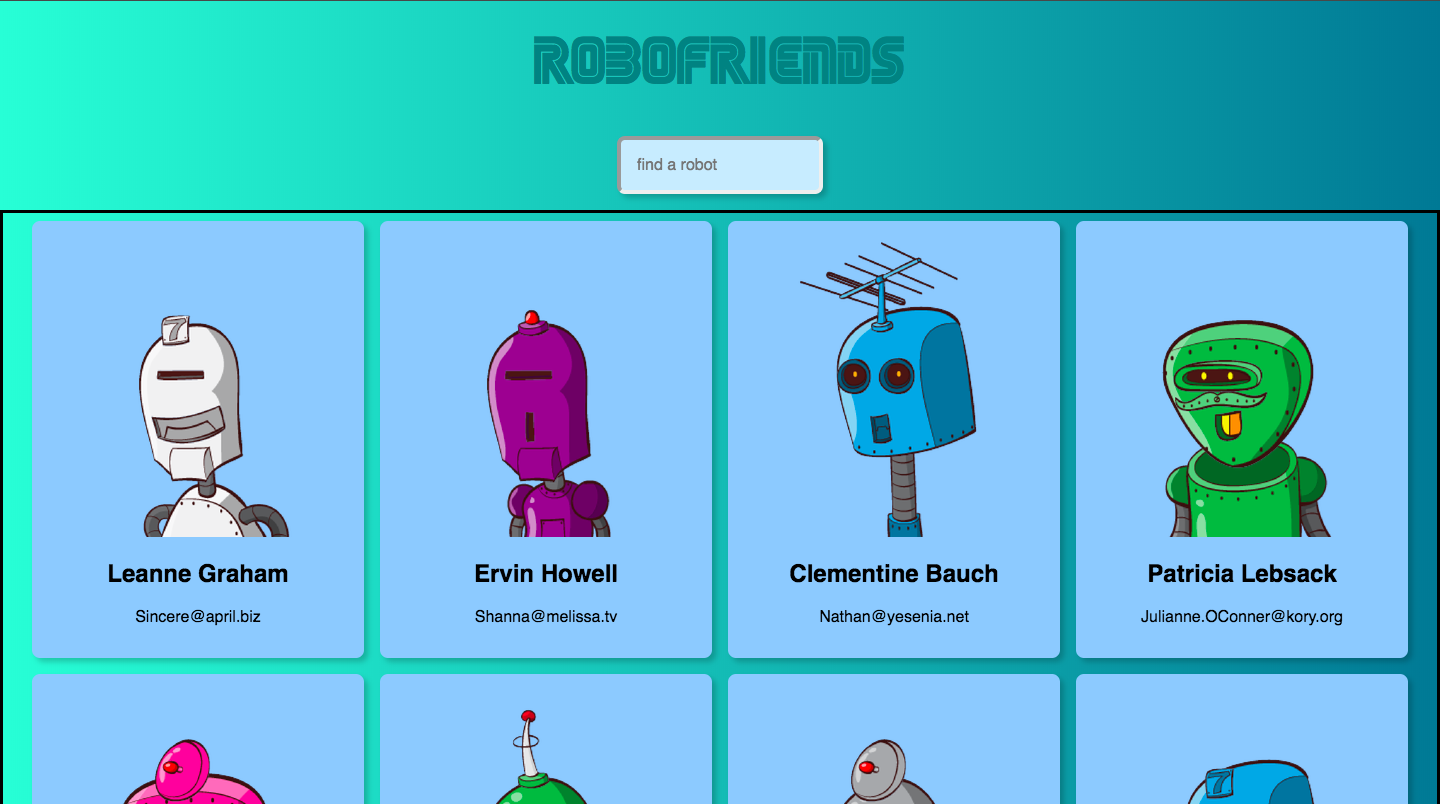 ROBOFRIENDS
find a robot
7
Leanne Graham
Ervin Howell
Clementine Bauch
Patricia Lebsack
Sincere@april.biz
Shanna@melissa.tv
Nathan@yesenia.net
Julianne.OConner@kory.org
7